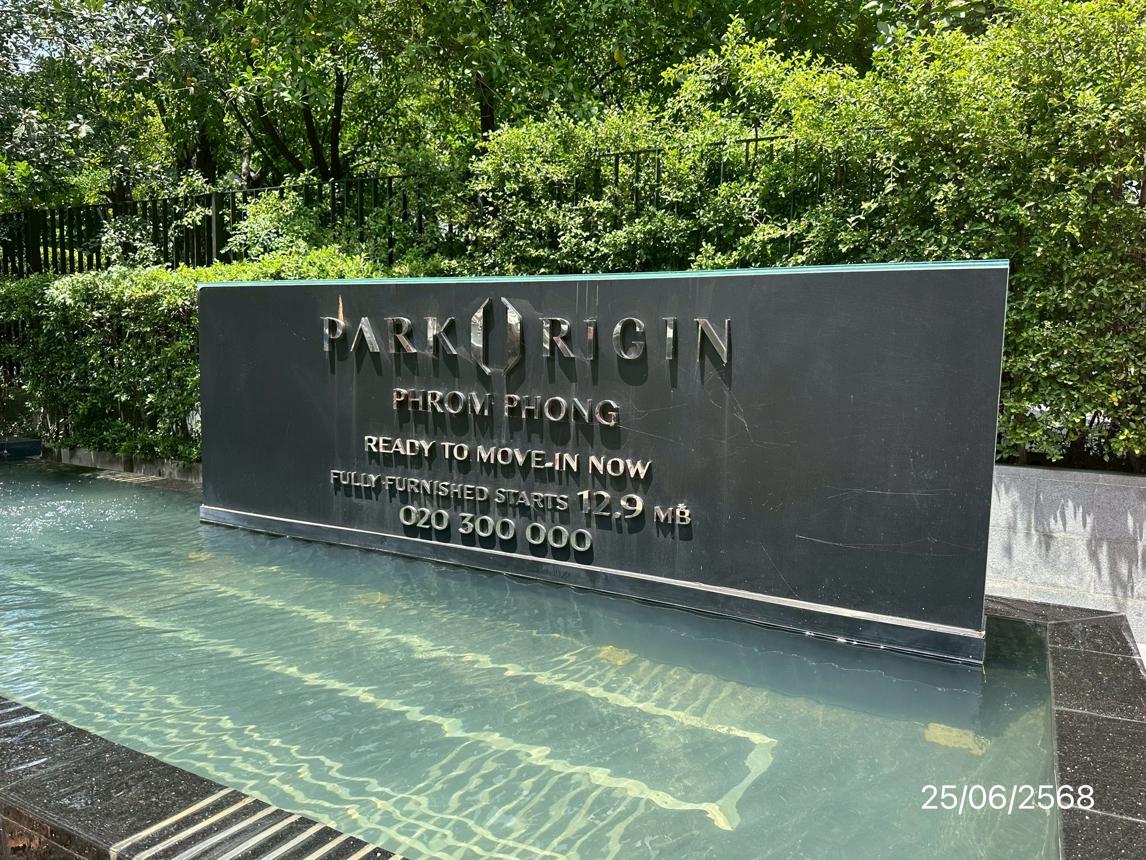 PARK ORIGIN
PHROM PHONG
READY TO MOVE-IN NOW
FULLY-FURNISHED STARTS 12.9 MB
020 300 000
25/06/2568